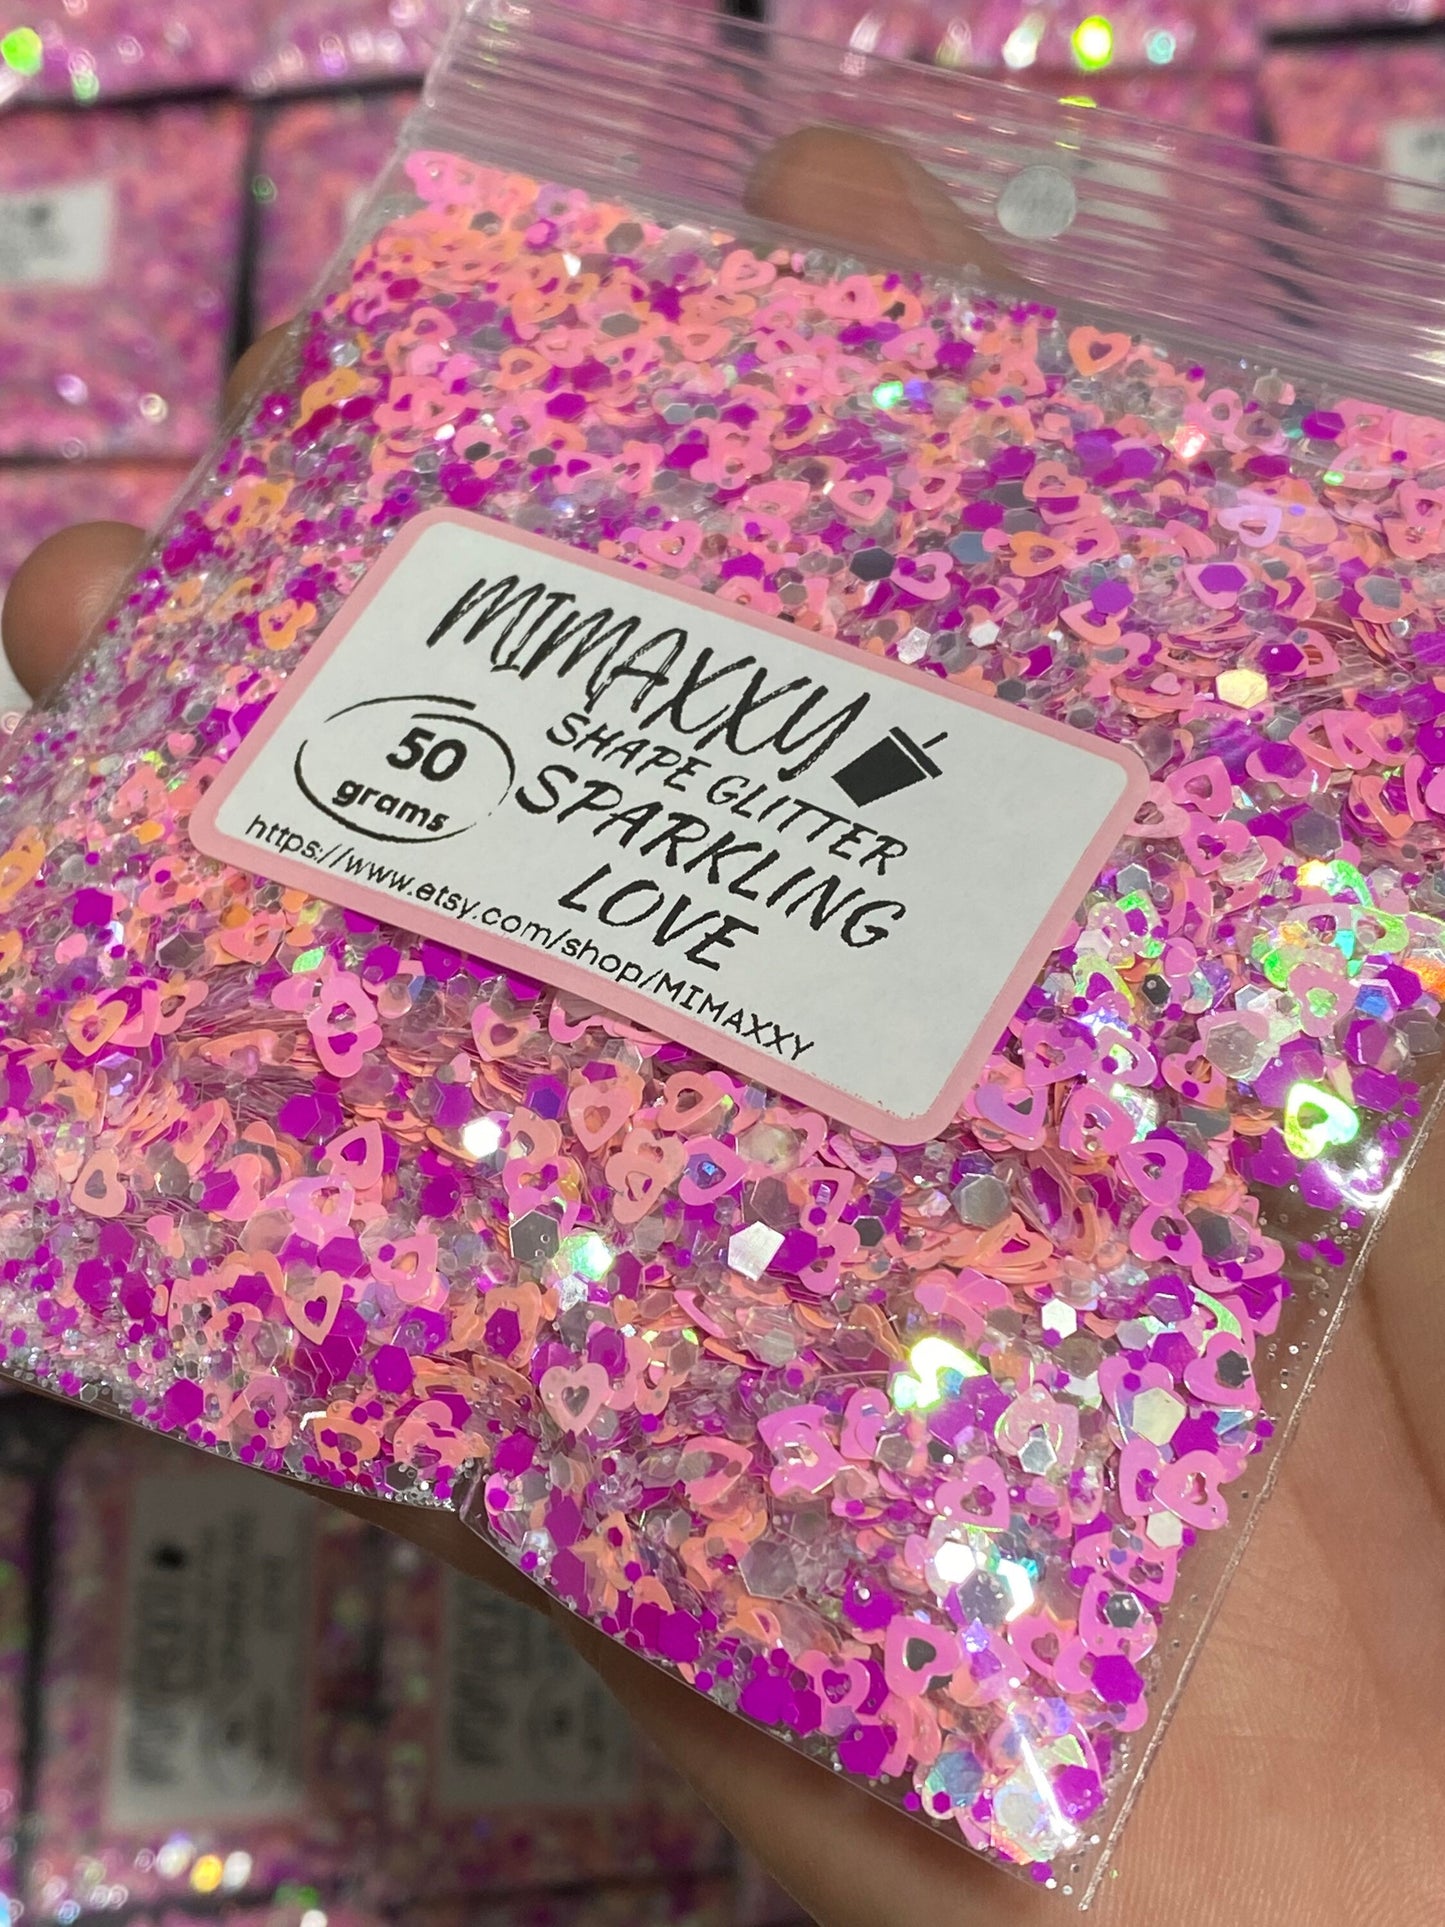 MIMAXXY
SHAPE GLITTER
SPARKLING
LOVE
50
grams
https://www.etsy.com/shop/MIMAXXY